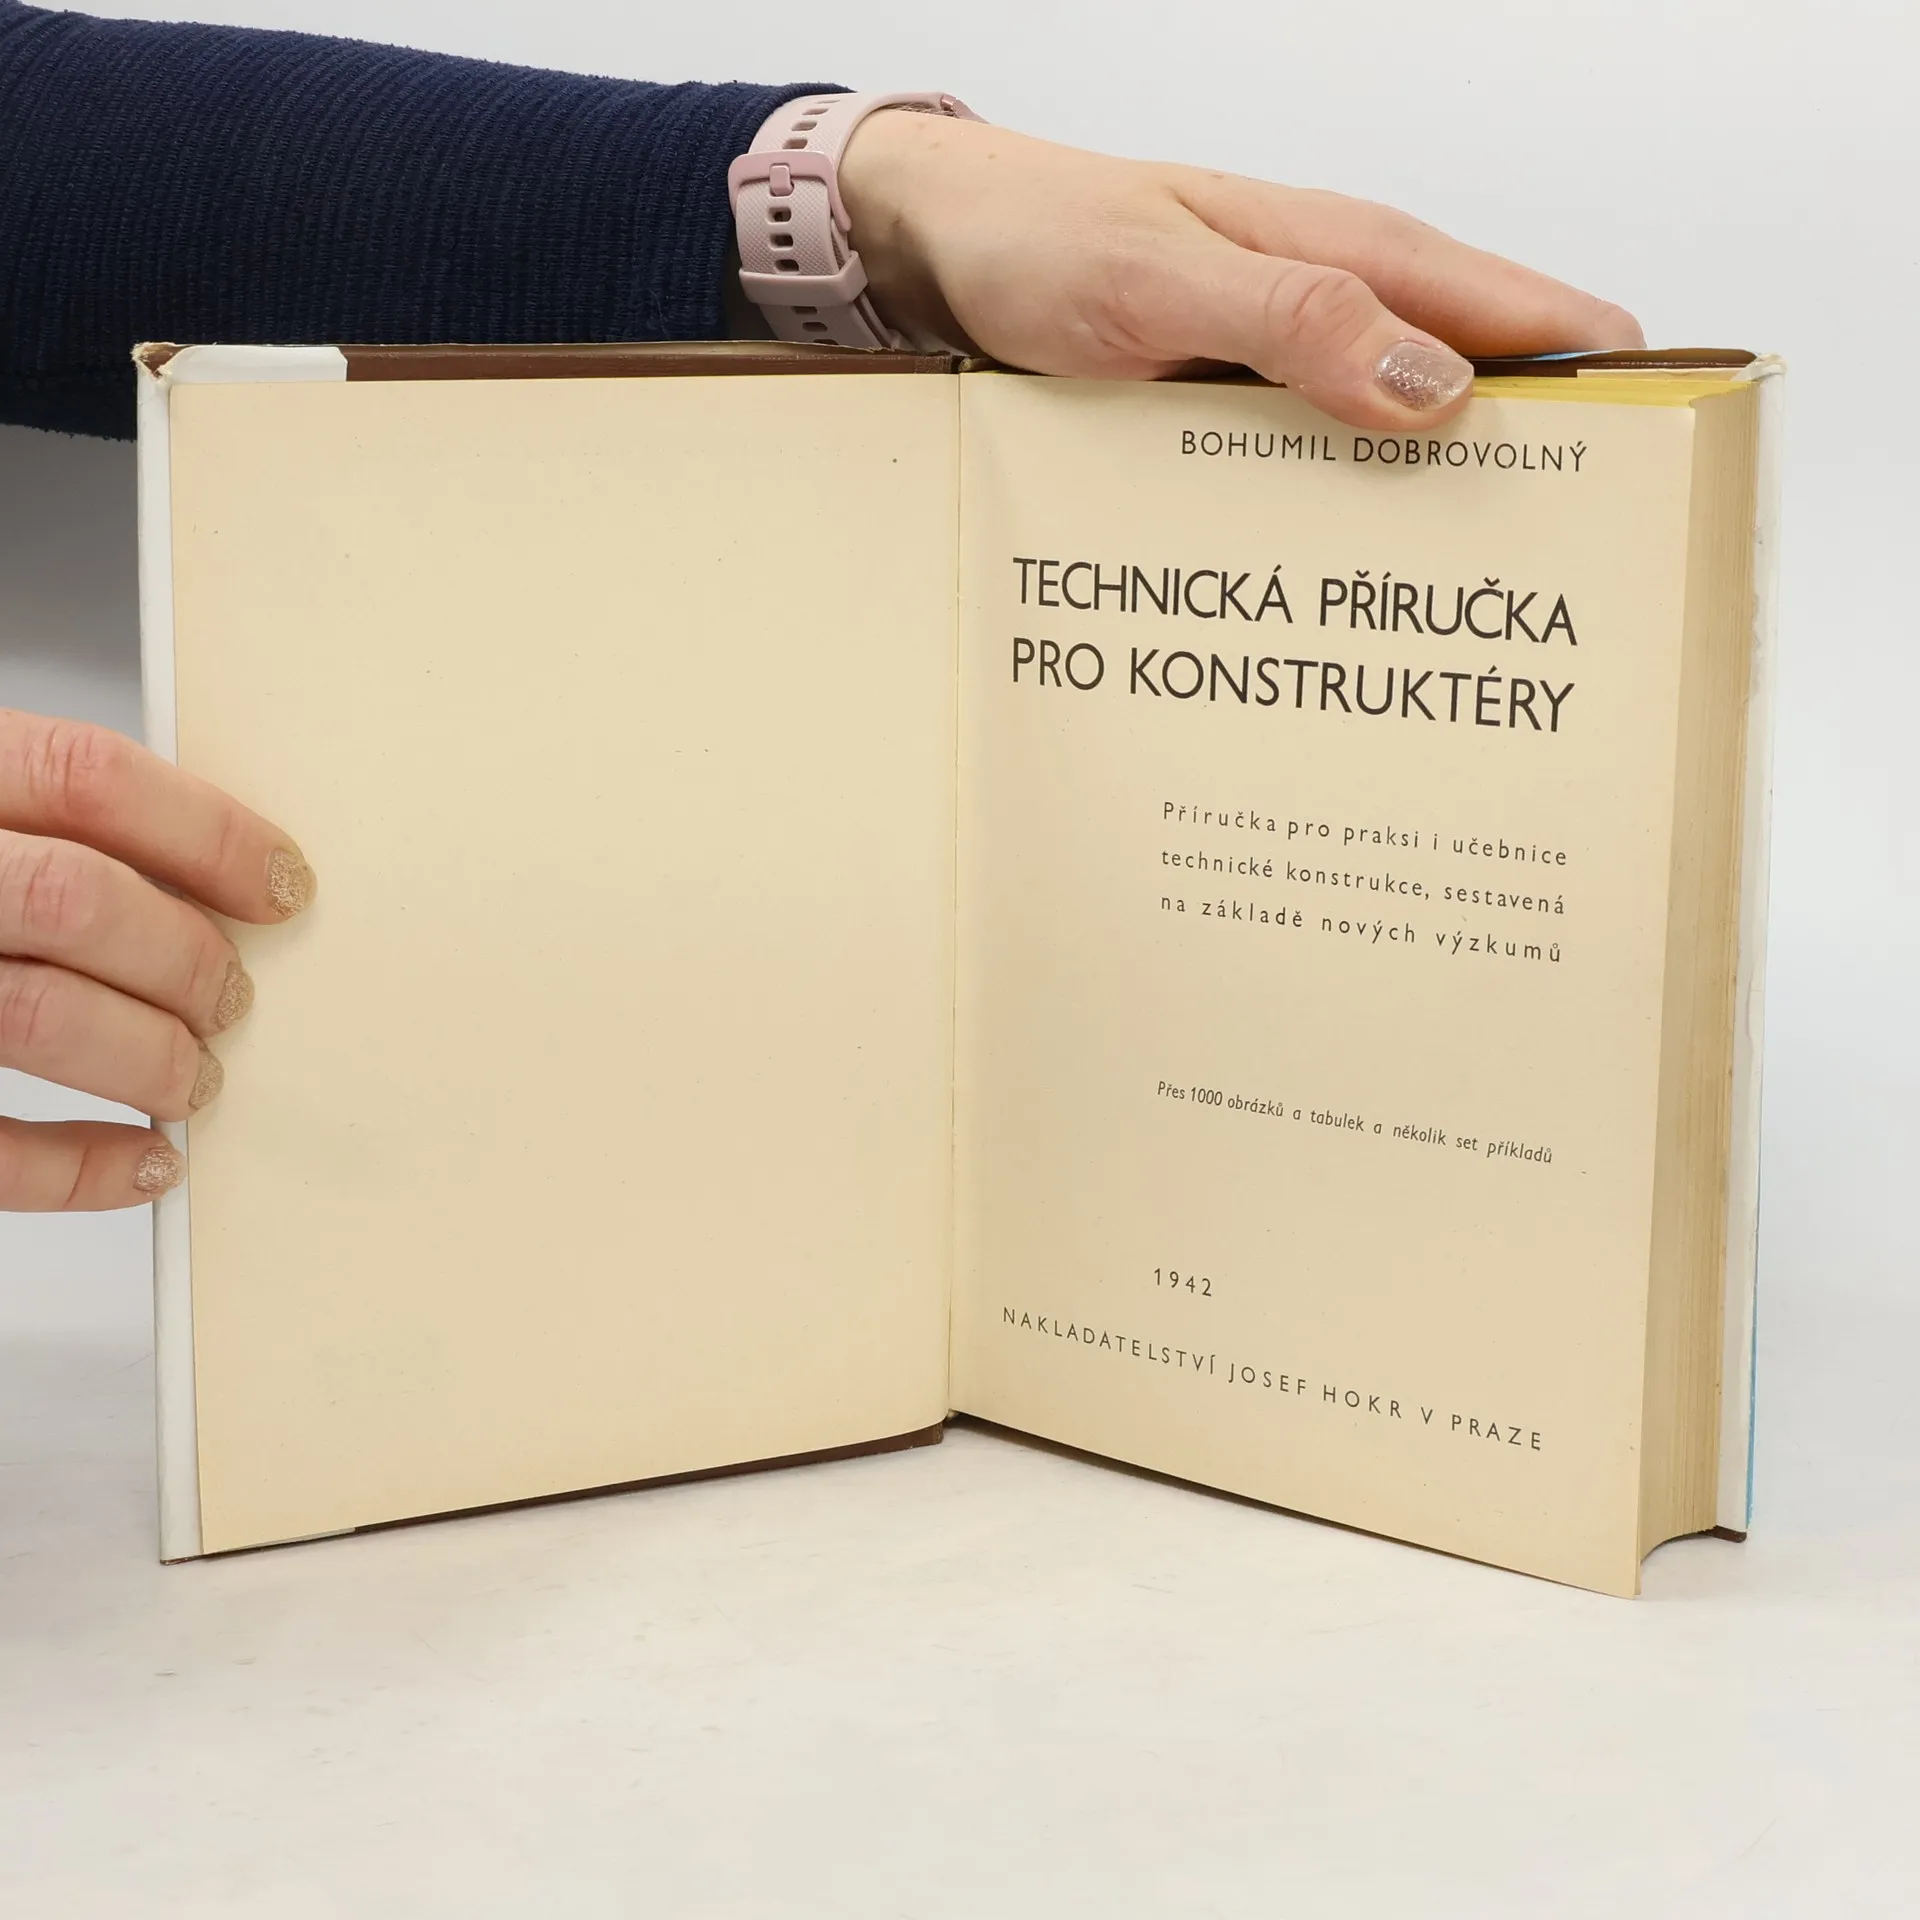 BOHUMIL DOBROVOLNÝ
TECHNICKÁ PŘÍRUČKA
PRO KONSTRUKTÉRY
Příručka pro praksi i učebnice
technické konstrukce, sestavená
na základě nových výzkumů
Přes 1000 obrázků a tabulek a několik set příkladů
1942
NAKLADATELSTVÍ JOSEF HOKR V PRAZE